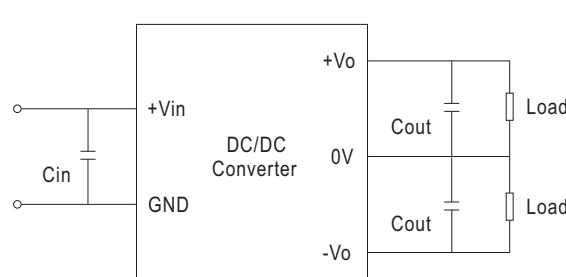 +Vo
+Vin
Cout
Load
DC/DC
Converter
0V
Cin
GND
Cout
Load
-Vo